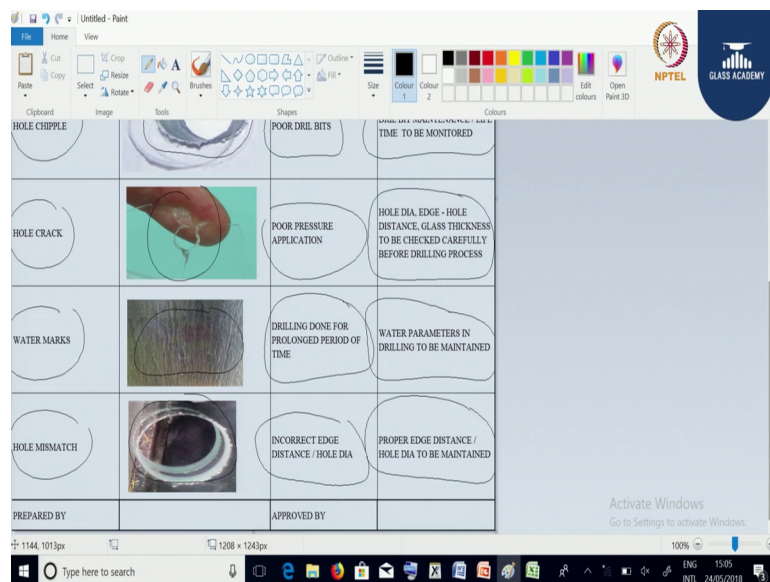 Untitled - Paint
File Home View
Cut
Copy
Paste
Clipboard
Crop
Resize
Rotate
Select
Image
A
Tools
Brushes
Outline
Fill
Shapes
Size
Colour 1
Colour 2
Colours
Edit colours
Open Paint 3D
NPTEL
GLASS ACADEMY
HOLE CHIPPLE
POOR DRIL BITS
DRIL BIT MAINTENANCE / LIFE
TIME TO BE MONITORED
HOLE CRACK
POOR PRESSURE
APPLICATION
HOLE DIA, EDGE - HOLE
DISTANCE, GLASS THICKNESS
TO BE CHECKED CAREFULLY
BEFORE DRILLING PROCESS
WATER MARKS
DRILLING DONE FOR
PROLONGED PERIOD OF
TIME
WATER PARAMETERS IN
DRILLING TO BE MAINTAINED
HOLE MISMATCH
INCORRECT EDGE
DISTANCE / HOLE DIA
PROPER EDGE DISTANCE /
HOLE DIA TO BE MAINTAINED
PREPARED BY
APPROVED BY
Activate Windows
Go to Settings to activate Windows.
1144, 1013px
1208 × 1243px
100%
Type here to search
ENG
INTL
15:05
24/05/2018